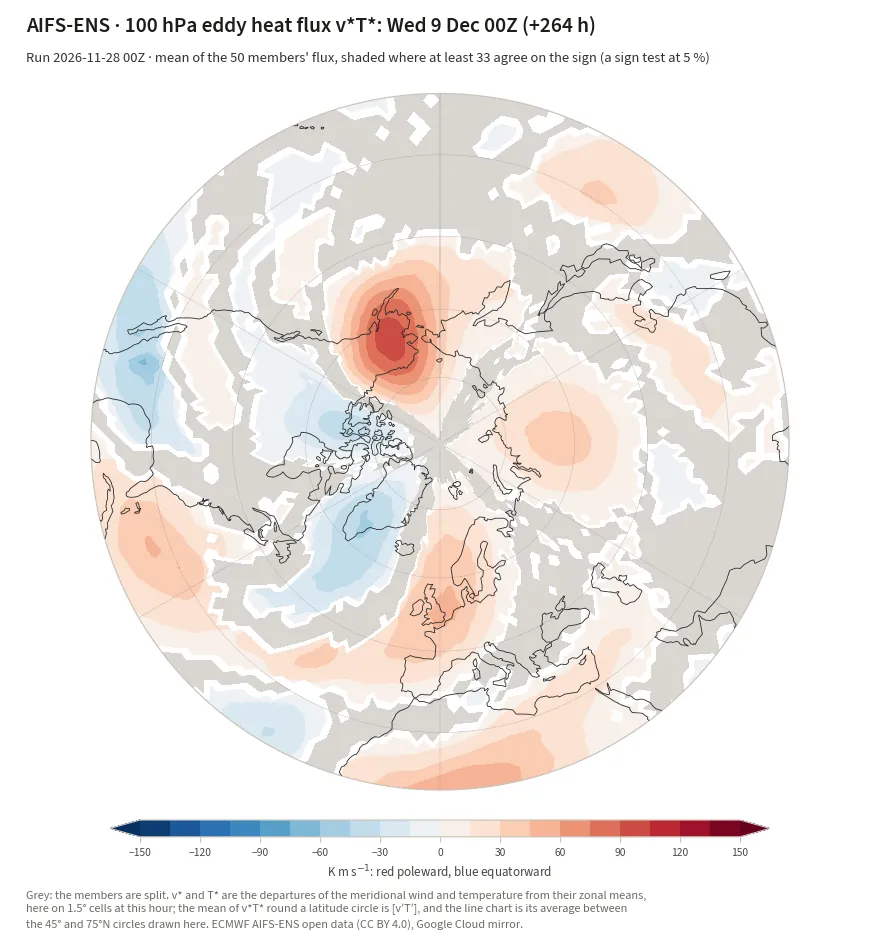 AIFS-ENS · 100 hPa eddy heat flux v*T*: Wed 9 Dec 00Z (+264 h)
Run 2026-11-28 00Z · mean of the 50 members' flux, shaded where at least 33 agree on the sign (a sign test at 5 %)
−150 −120 −90 −60 −30 0 30 60 90 120 150
K m s⁻¹: red poleward, blue equatorward
Grey: the members are split. v* and T* are the departures of the meridional wind and temperature from their zonal means,
here on 1.5° cells at this hour; the mean of v*T* round a latitude circle is [v'T'], and the line chart is its average between
the 45° and 75°N circles drawn here. ECMWF AIFS-ENS open data (CC BY 4.0), Google Cloud mirror.